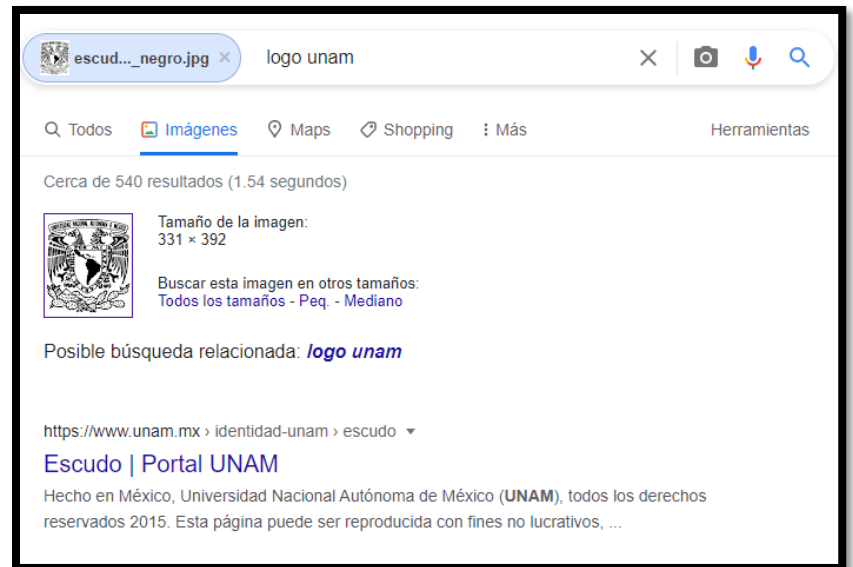 escud..._negro.jpg × logo unam
Todos Imágenes Maps Shopping Más Herramientas
Cerca de 540 resultados (1.54 segundos)
Tamaño de la imagen:
331 × 392
Buscar esta imagen en otros tamaños:
Todos los tamaños - Peq. - Mediano
Posible búsqueda relacionada: logo unam
https://www.unam.mx › identidad-unam › escudo
Escudo | Portal UNAM
Hecho en México, Universidad Nacional Autónoma de México (UNAM), todos los derechos
reservados 2015. Esta página puede ser reproducida con fines no lucrativos, ...